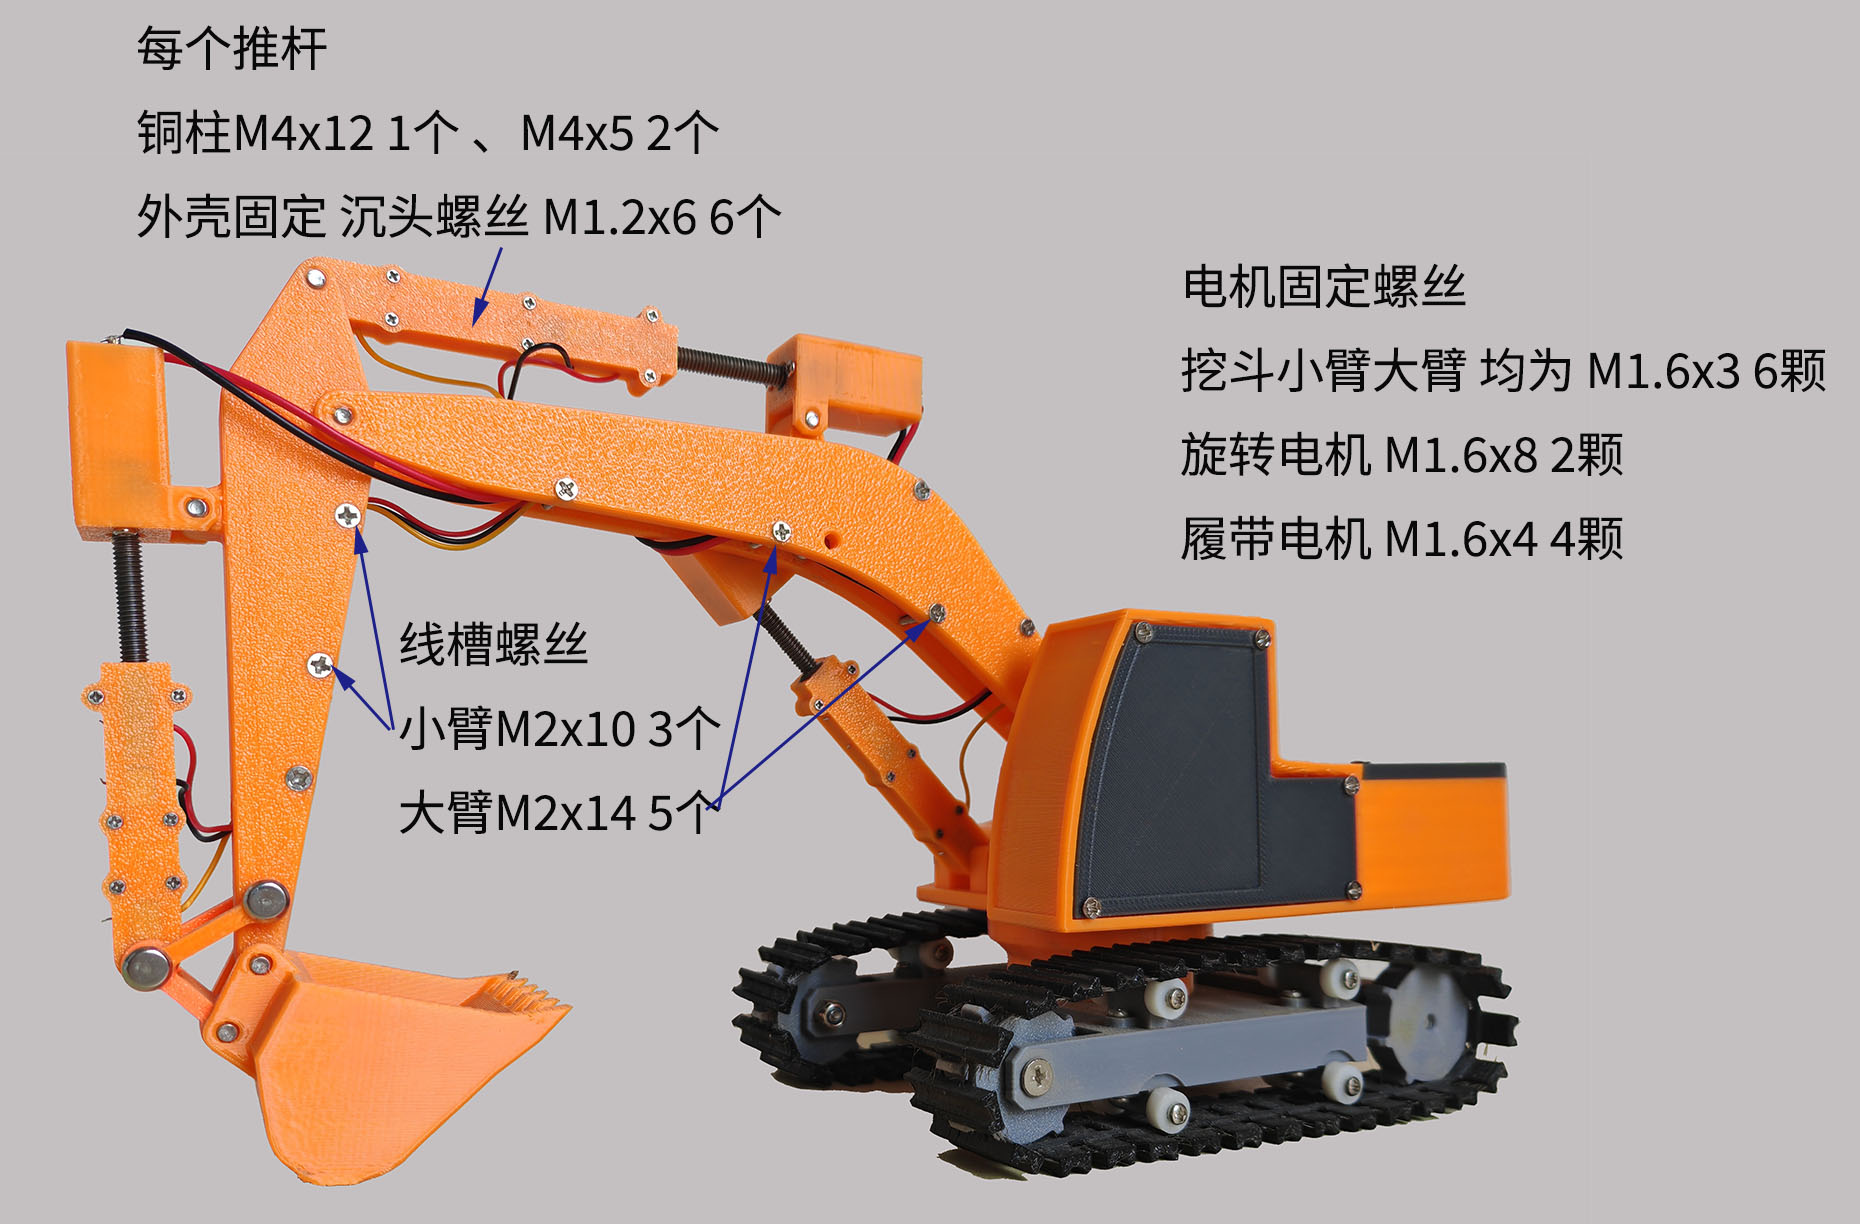 每个推杆
铜柱M4x12 1个 、M4x5 2个
外壳固定 沉头螺丝 M1.2x6 6个
电机固定螺丝
挖斗小臂大臂 均为 M1.6x3 6颗
旋转电机 M1.6x8 2颗
履带电机 M1.6x4 4颗
线槽螺丝
小臂M2x10 3个
大臂M2x14 5个